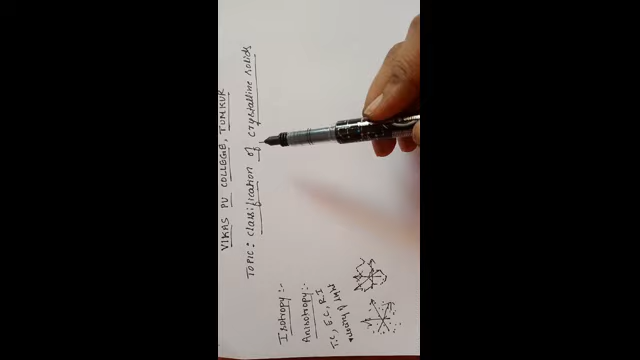 VIKAS PU COLLEGE, TUMKUR
TOPIC: Classification of crystalline solids
Isotropy :-
Anisotropy :-
T.C, E.C, R.I